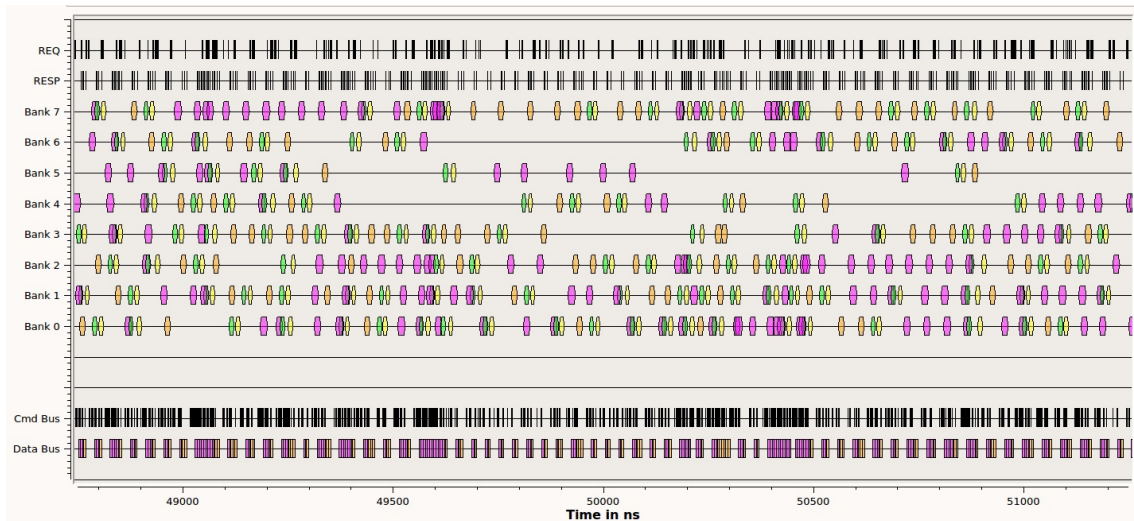 REQ
RESP
Bank 7
Bank 6
Bank 5
Bank 4
Bank 3
Bank 2
Bank 1
Bank 0
Cmd Bus
Data Bus
49000 49500 50000 50500 51000
Time in ns